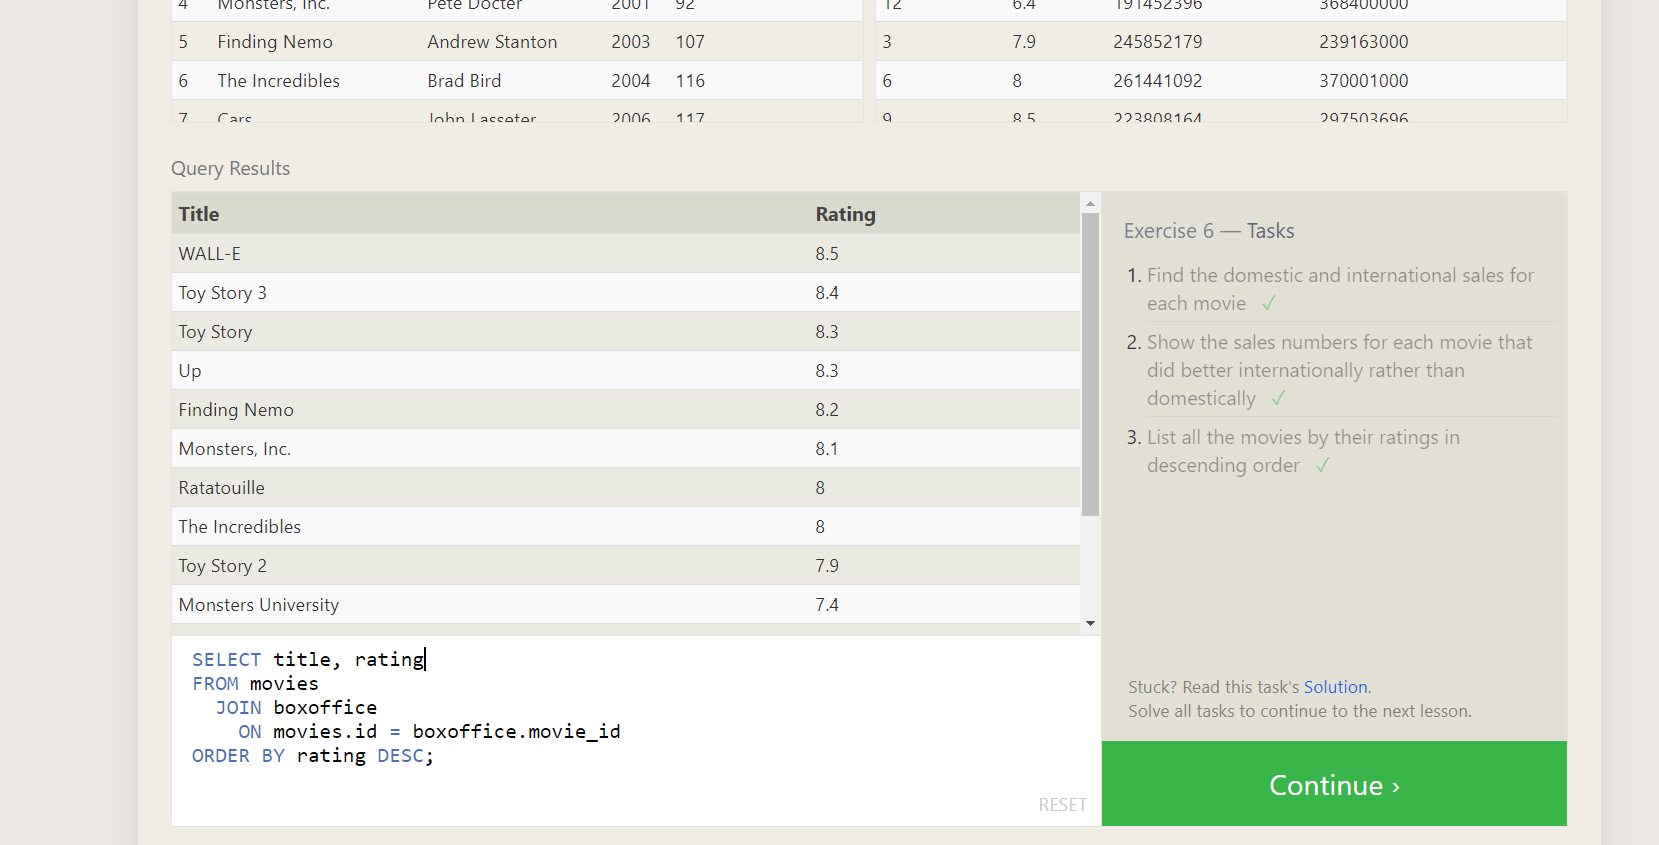 4 Monsters, Inc. Pete Docter 2001 92
12 6.4 191452396 368400000
5 Finding Nemo Andrew Stanton 2003 107
3 7.9 245852179 239163000
6 The Incredibles Brad Bird 2004 116
6 8 261441092 370001000
7 Cars John Lasseter 2006 117
9 8.5 223808164 297503696
Query Results
Title Rating
WALL-E 8.5
Toy Story 3 8.4
Toy Story 8.3
Up 8.3
Finding Nemo 8.2
Monsters, Inc. 8.1
Ratatouille 8
The Incredibles 8
Toy Story 2 7.9
Monsters University 7.4
SELECT title, rating
FROM movies
JOIN boxoffice
ON movies.id = boxoffice.movie_id
ORDER BY rating DESC;
RESET
Exercise 6 — Tasks
1. Find the domestic and international sales for
each movie ✓
2. Show the sales numbers for each movie that
did better internationally rather than
domestically ✓
3. List all the movies by their ratings in
descending order ✓
Stuck? Read this task's Solution.
Solve all tasks to continue to the next lesson.
Continue ›